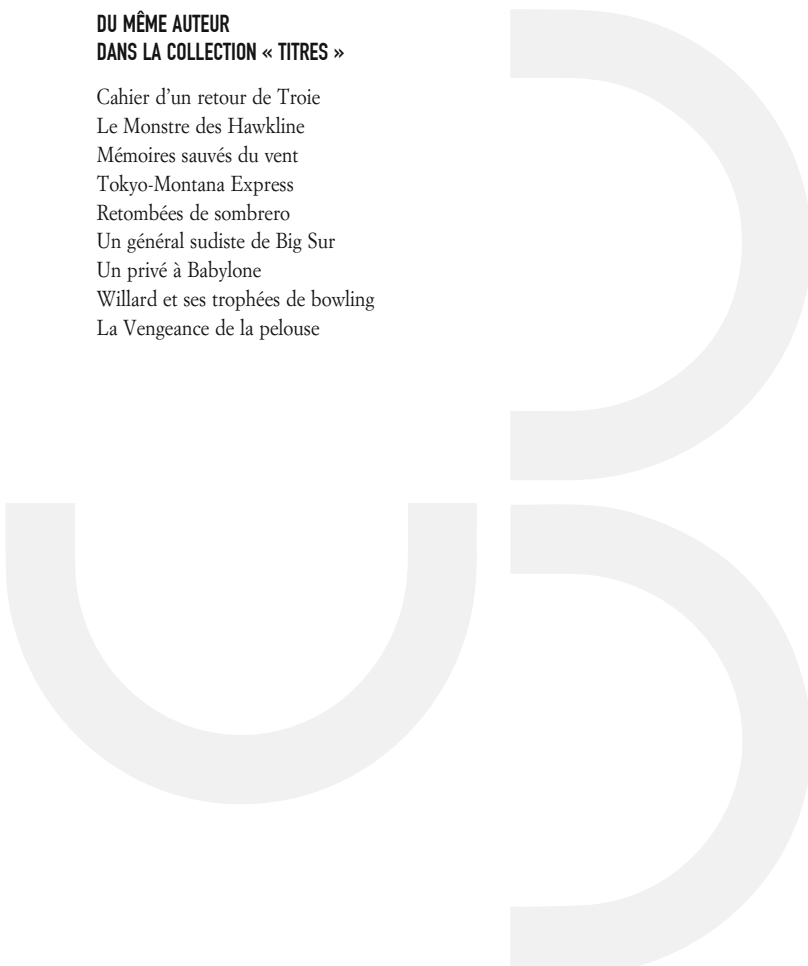 DU MÊME AUTEUR
DANS LA COLLECTION « TITRES »
Cahier d’un retour de Troie
Le Monstre des Hawkline
Mémoires sauvés du vent
Tokyo-Montana Express
Retombées de sombrero
Un général sudiste de Big Sur
Un privé à Babylone
Willard et ses trophées de bowling
La Vengeance de la pelouse